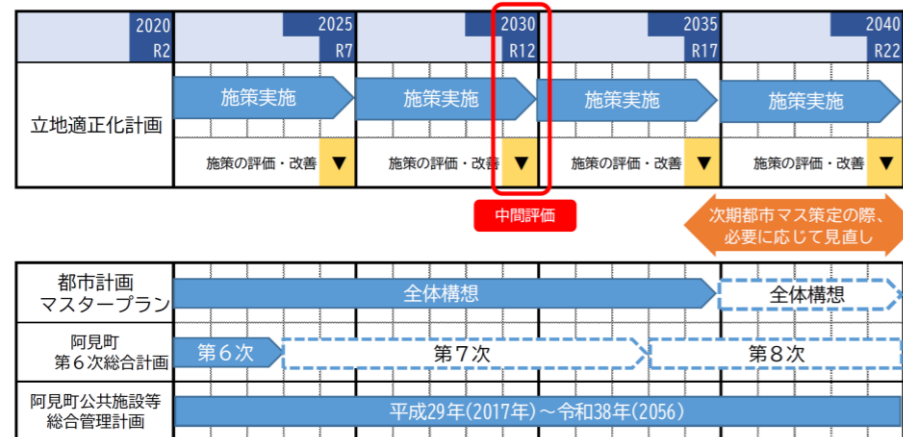 2020 2025 2030 2035 2040
R2 R7 R12 R17 R22
立地適正化計画
施策実施 施策実施 施策実施 施策実施
施策の評価・改善 ▼ 施策の評価・改善 ▼ 施策の評価・改善 ▼ 施策の評価・改善 ▼
中間評価
次期都市マス策定の際、
必要に応じて見直し
都市計画
マスタープラン
全体構想 全体構想
阿見町
第6次総合計画
第6次 第7次 第8次
阿見町公共施設等
総合管理計画
平成29年(2017年)～令和38年(2056)